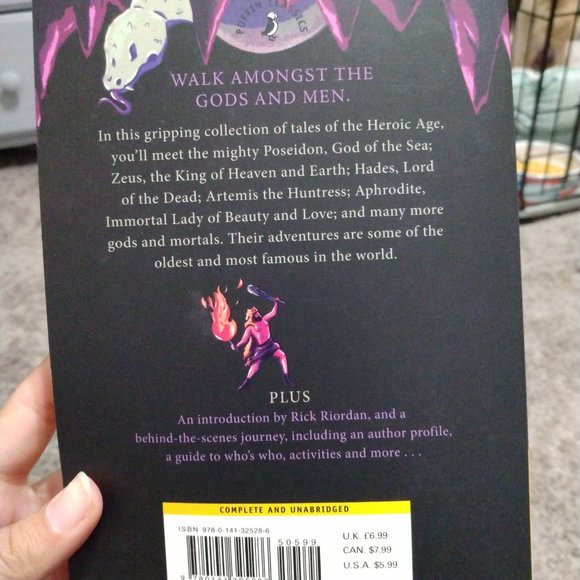 PUFFIN CLASSICS
WALK AMONGST THE
GODS AND MEN.
In this gripping collection of tales of the Heroic Age,
you'll meet the mighty Poseidon, God of the Sea;
Zeus, the King of Heaven and Earth; Hades, Lord
of the Dead; Artemis the Huntress; Aphrodite,
Immortal Lady of Beauty and Love; and many more
gods and mortals. Their adventures are some of the
oldest and most famous in the world.
PLUS
An introduction by Rick Riordan, and a
behind-the-scenes journey, including an author profile,
a guide to who's who, activities and more . . .
COMPLETE AND UNABRIDGED
ISBN 978-0-141-32528-6
50599
U.K. £6.99
CAN. $7.99
U.S.A. $5.99